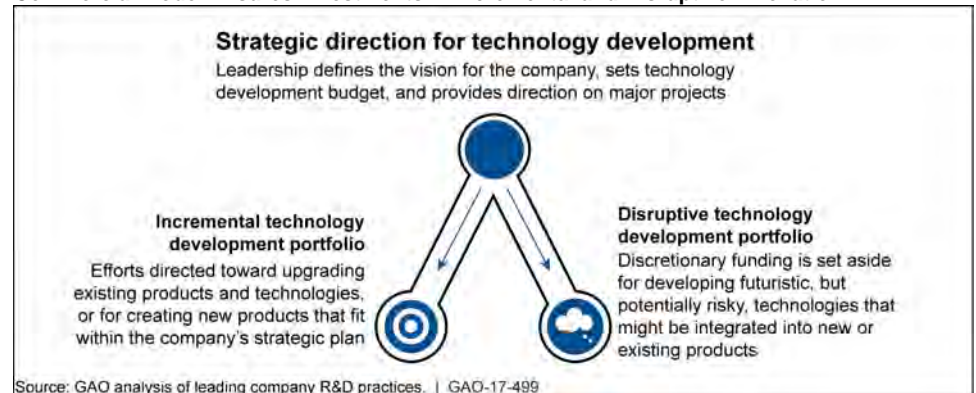 Strategic direction for technology development
Leadership defines the vision for the company, sets technology
development budget, and provides direction on major projects
Incremental technology
development portfolio
Efforts directed toward upgrading
existing products and technologies,
or for creating new products that fit
within the company's strategic plan
Disruptive technology
development portfolio
Discretionary funding is set aside
for developing futuristic, but
potentially risky, technologies that
might be integrated into new or
existing products
Source: GAO analysis of leading company R&D practices. | GAO-17-499